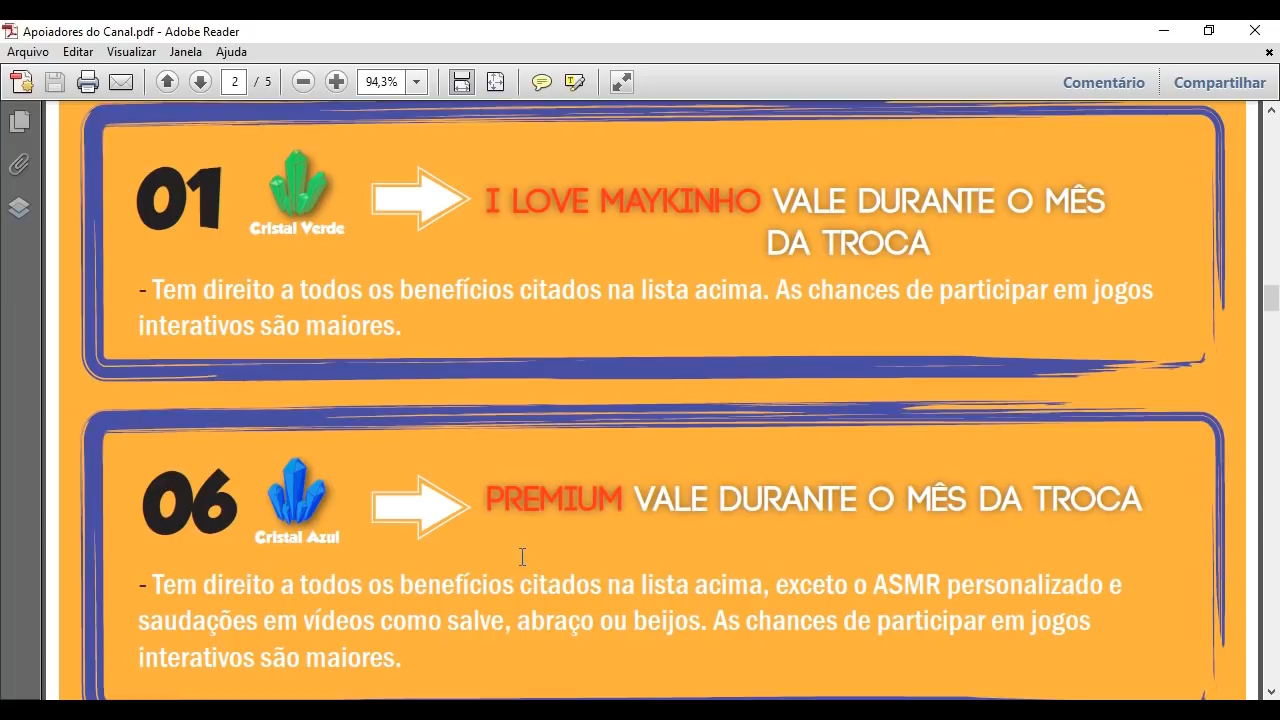 Apoiadores do Canal.pdf - Adobe Reader
Arquivo Editar Visualizar Janela Ajuda
2 / 5 94,3% Comentário Compartilhar
01 I LOVE MAYKINHO VALE DURANTE O MÊS
DA TROCA
Cristal Verde
- Tem direito a todos os benefícios citados na lista acima. As chances de participar em jogos
interativos são maiores.
06 PREMIUM VALE DURANTE O MÊS DA TROCA
Cristal Azul
- Tem direito a todos os benefícios citados na lista acima, exceto o ASMR personalizado e
saudações em vídeos como salve, abraço ou beijos. As chances de participar em jogos
interativos são maiores.